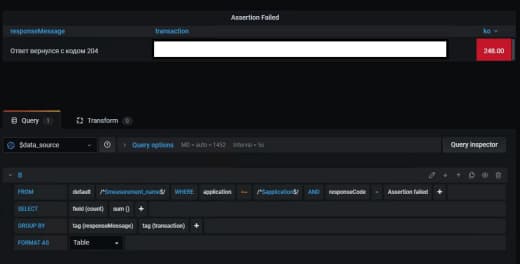 Assertion Failed
responseMessage transaction ko
Ответ вернулся с кодом 204 248.00
Query 1 Transform 0
$data_source Query options MD = auto = 1452 Interval = 5s Query inspector
B
FROM default /^$measurement_name$/ WHERE application =~ /^$application$/ AND responseCode = Assertion failed +
SELECT field (count) sum () +
GROUP BY tag (responseMessage) tag (transaction) +
FORMAT AS Table